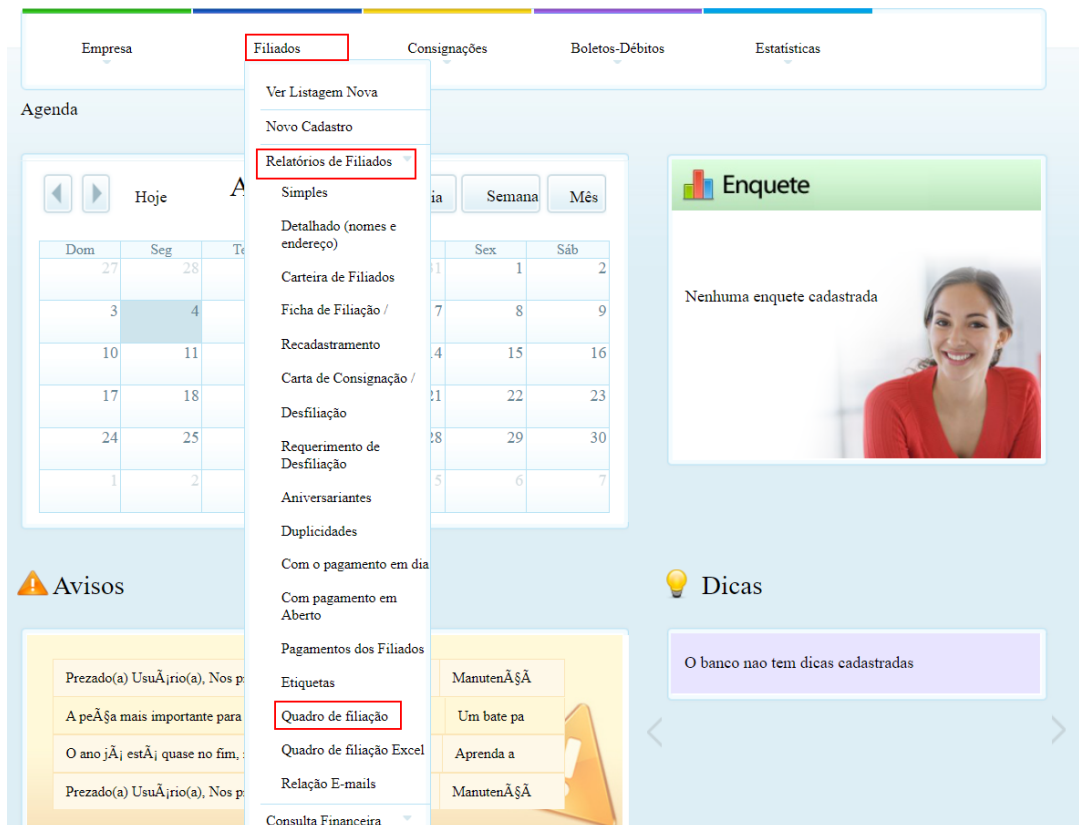 Empresa
Filiados
Consignações
Boletos-Débitos
Estatísticas
Agenda
Ver Listagem Nova
Novo Cadastro
Relatórios de Filiados
Simples
Detalhado (nomes e
endereço)
Carteira de Filiados
Ficha de Filiação /
Recadastramento
Carta de Consignação /
Desfiliação
Requerimento de
Desfiliação
Aniversariantes
Duplicidades
Com o pagamento em dia
Com pagamento em
Aberto
Pagamentos dos Filiados
Etiquetas
Quadro de filiação
Quadro de filiação Excel
Relação E-mails
Consulta Financeira
Hoje
A
ia
Semana
Mês
Dom Seg Te Sex Sáb
27 28 31 1 2
3 4 7 8 9
10 11 14 15 16
17 18 21 22 23
24 25 28 29 30
1 2 5 6 7
Enquete
Nenhuma enquete cadastrada
Avisos
Prezado(a) UsuÃ¡rio(a), Nos p ManutenÃ§Ã
A peÃ§a mais importante para Um bate pa
O ano jÃ¡ estÃ¡ quase no fim, Aprenda a
Prezado(a) UsuÃ¡rio(a), Nos p ManutenÃ§Ã
Dicas
O banco nao tem dicas cadastradas